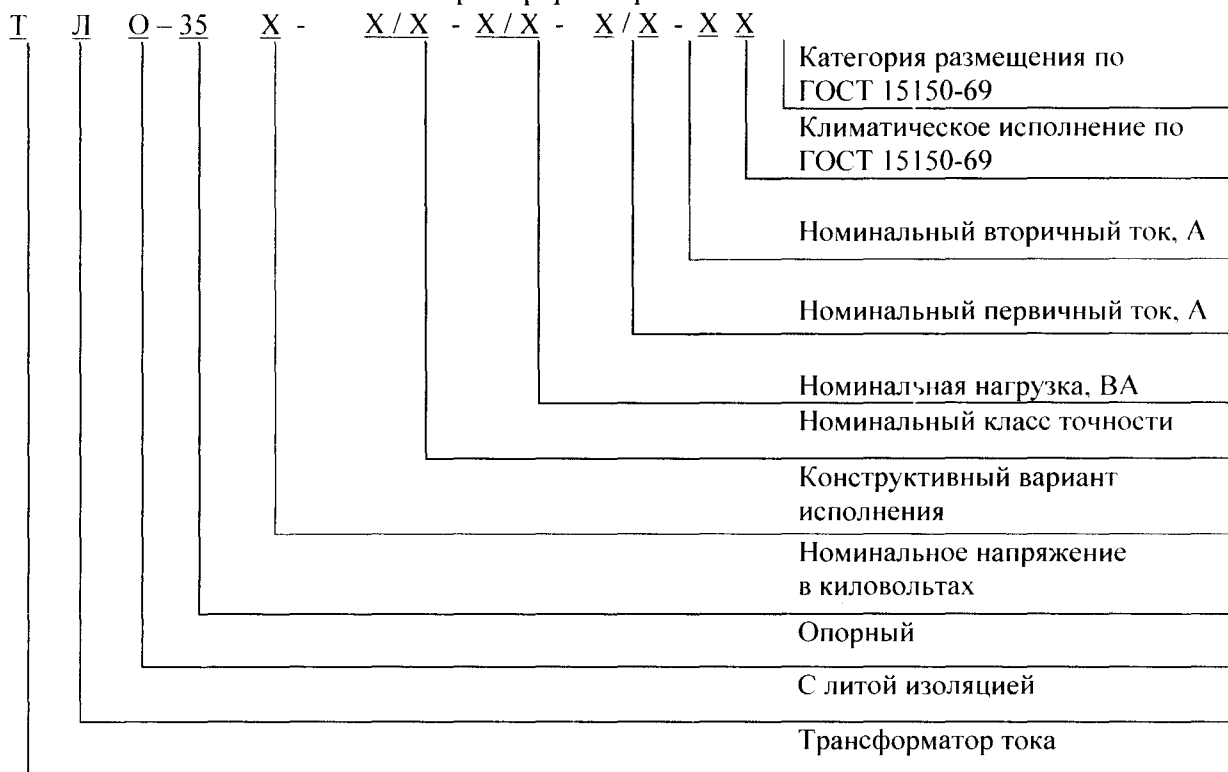 Т Л О – 35 Х - Х / Х - Х / Х - Х / Х - Х Х
Категория размещения по
ГОСТ 15150-69
Климатическое исполнение по
ГОСТ 15150-69
Номинальный вторичный ток, А
Номинальный первичный ток, А
Номинальная нагрузка, ВА
Номинальный класс точности
Конструктивный вариант
исполнения
Номинальное напряжение
в киловольтах
Опорный
С литой изоляцией
Трансформатор тока